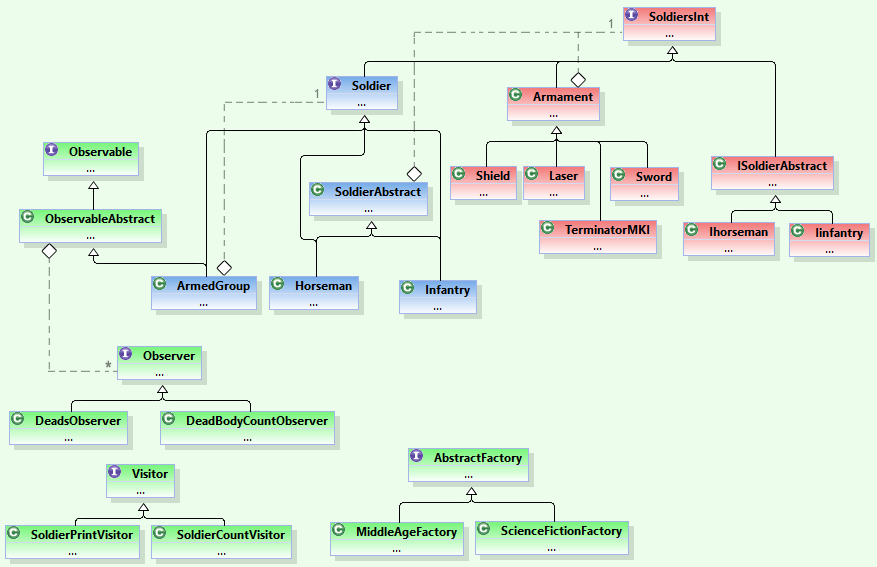 I SoldiersInt
...
1
I Soldier
...
1
C Armament
...
I Observable
...
C Shield
...
C Laser
...
C Sword
...
C ISoldierAbstract
...
C SoldierAbstract
...
C ObservableAbstract
...
C TerminatorMKI
...
C Ihorseman
...
C Iinfantry
...
C ArmedGroup
...
C Horseman
...
C Infantry
...
*
I Observer
...
C DeadsObserver
...
C DeadBodyCountObserver
...
I Visitor
...
I AbstractFactory
...
C SoldierPrintVisitor
...
C SoldierCountVisitor
...
C MiddleAgeFactory
...
C ScienceFictionFactory
...